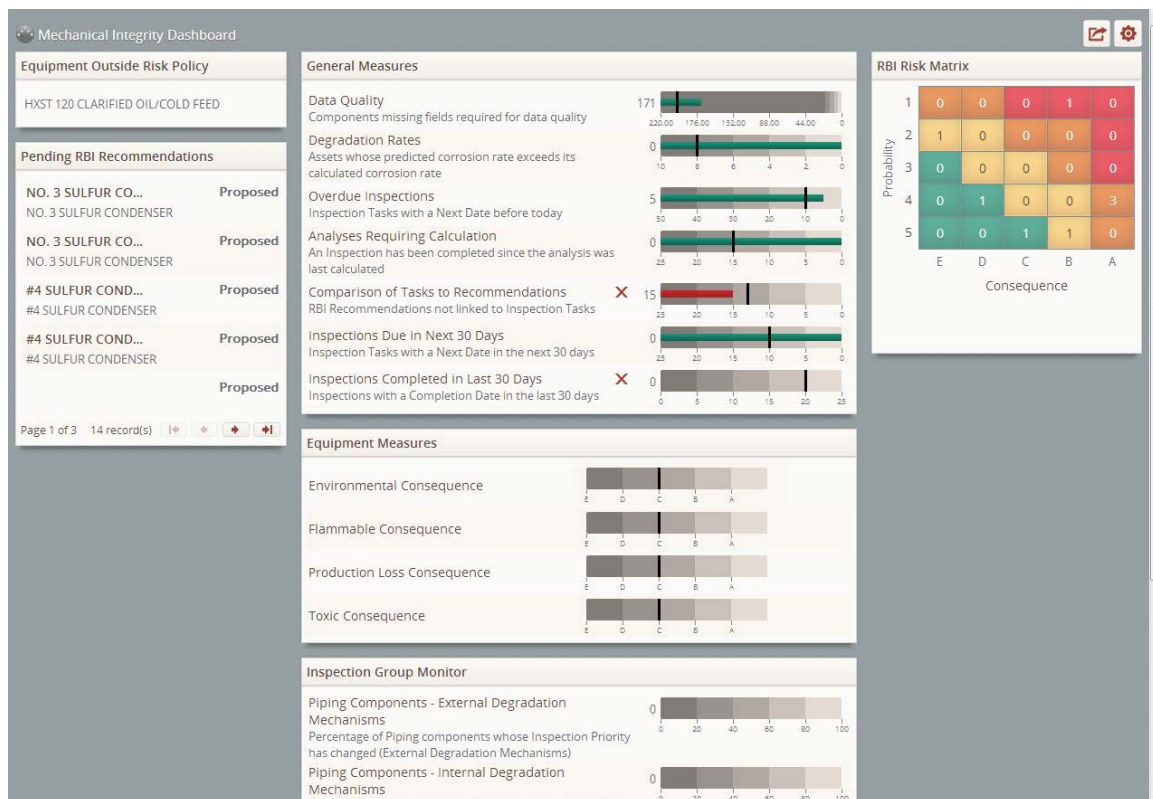 Mechanical Integrity Dashboard
Equipment Outside Risk Policy
HXST 120 CLARIFIED OIL/COLD FEED
Pending RBI Recommendations
NO. 3 SULFUR CO... Proposed
NO. 3 SULFUR CONDENSER
NO. 3 SULFUR CO... Proposed
NO. 3 SULFUR CONDENSER
#4 SULFUR COND... Proposed
#4 SULFUR CONDENSER
#4 SULFUR COND... Proposed
#4 SULFUR CONDENSER
Proposed
Page 1 of 3 14 record(s)
General Measures
Data Quality 171
Components missing fields required for data quality
220.00 176.00 132.00 88.00 44.00 0
Degradation Rates 0
Assets whose predicted corrosion rate exceeds its
calculated corrosion rate
10 8 6 4 2 0
Overdue Inspections 5
Inspection Tasks with a Next Date before today
50 40 30 20 10 0
Analyses Requiring Calculation 0
An Inspection has been completed since the analysis was
last calculated
25 20 15 10 5 0
Comparison of Tasks to Recommendations 15
RBI Recommendations not linked to Inspection Tasks
25 20 15 10 5 0
Inspections Due in Next 30 Days 0
Inspection Tasks with a Next Date in the next 30 days
25 20 15 10 5 0
Inspections Completed in Last 30 Days 0
Inspections with a Completion Date in the last 30 days
0 5 10 15 20 25
Equipment Measures
Environmental Consequence
E D C B A
Flammable Consequence
E D C B A
Production Loss Consequence
E D C B A
Toxic Consequence
E D C B A
Inspection Group Monitor
Piping Components - External Degradation 0
Mechanisms
0 20 40 60 80 100
Percentage of Piping components whose Inspection Priority
has changed (External Degradation Mechanisms)
Piping Components - Internal Degradation 0
Mechanisms
0 20 40 60 80 100
RBI Risk Matrix
Probability
1 0 0 0 1 0
2 1 0 0 0 0
3 0 0 0 0 0
4 0 1 0 0 3
5 0 0 1 1 0
E D C B A
Consequence